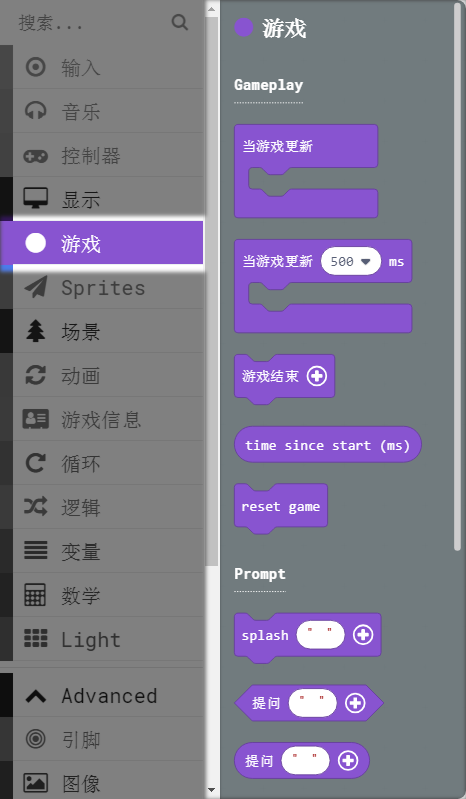 搜索...
输入
音乐
控制器
显示
游戏
Sprites
场景
动画
游戏信息
循环
逻辑
变量
数学
Light
Advanced
引脚
图像
游戏
Gameplay
当游戏更新
当游戏更新 500 ms
游戏结束
time since start (ms)
reset game
Prompt
splash " "
提问 " "
提问 " "